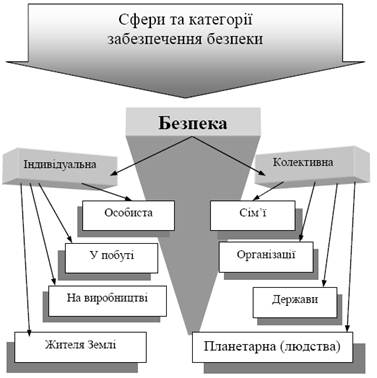 Сфери та категорії
забезпечення безпеки
Безпека
Індивідуальна
Колективна
Особиста
Сім’ї
У побуті
Організації
На виробництві
Держави
Жителя Землі
Планетарна (людства)